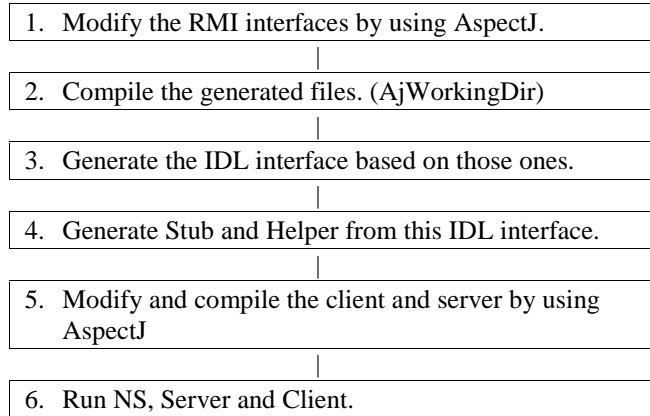 1. Modify the RMI interfaces by using AspectJ.
|
2. Compile the generated files. (AjWorkingDir)
|
3. Generate the IDL interface based on those ones.
|
4. Generate Stub and Helper from this IDL interface.
|
5. Modify and compile the client and server by using
AspectJ
|
6. Run NS, Server and Client.